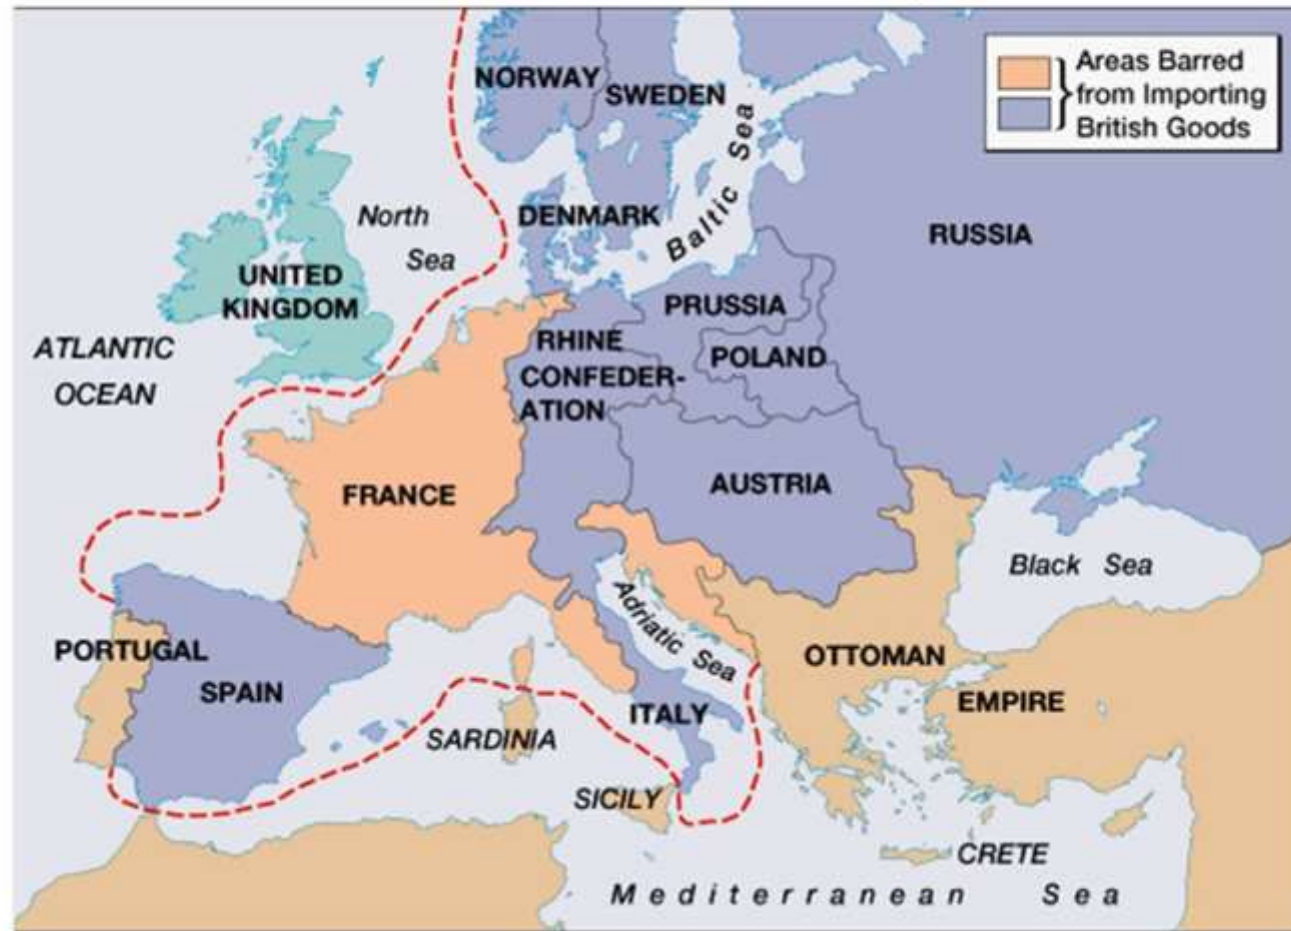 Areas Barred
from Importing
British Goods
NORWAY
SWEDEN
Baltic Sea
North
Sea
DENMARK
RUSSIA
UNITED
KINGDOM
PRUSSIA
ATLANTIC
OCEAN
RHINE
CONFEDER-
ATION
POLAND
FRANCE
AUSTRIA
Black Sea
Adriatic Sea
PORTUGAL
SPAIN
OTTOMAN
EMPIRE
ITALY
SARDINIA
SICILY
CRETE
Mediterranean Sea